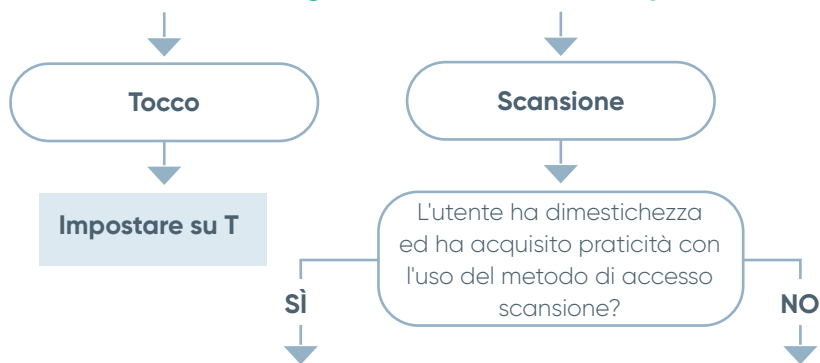 Tocco
Scansione
Impostare su T
L'utente ha dimestichezza
ed ha acquisito praticità con
l'uso del metodo di accesso
scansione?
SÌ
NO